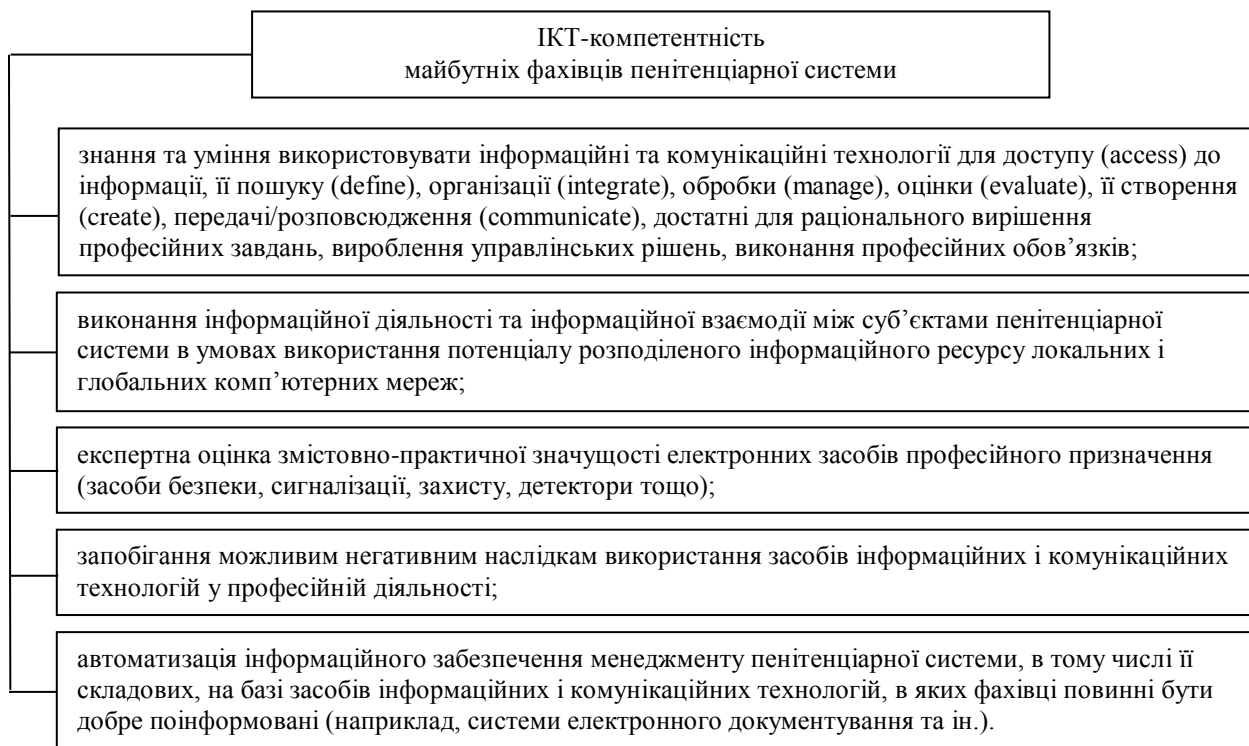 ІКТ-компетентність
майбутніх фахівців пенітенціарної системи
знання та уміння використовувати інформаційні та комунікаційні технології для доступу (access) до
інформації, її пошуку (define), організації (integrate), обробки (manage), оцінки (evaluate), її створення
(create), передачі/розповсюдження (communicate), достатні для раціонального вирішення
професійних завдань, вироблення управлінських рішень, виконання професійних обов’язків;
виконання інформаційної діяльності та інформаційної взаємодії між суб’єктами пенітенціарної
системи в умовах використання потенціалу розподіленого інформаційного ресурсу локальних і
глобальних комп’ютерних мереж;
експертна оцінка змістовно-практичної значущості електронних засобів професійного призначення
(засоби безпеки, сигналізації, захисту, детектори тощо);
запобігання можливим негативним наслідкам використання засобів інформаційних і комунікаційних
технологій у професійній діяльності;
автоматизація інформаційного забезпечення менеджменту пенітенціарної системи, в тому числі її
складових, на базі засобів інформаційних і комунікаційних технологій, в яких фахівці повинні бути
добре поінформовані (наприклад, системи електронного документування та ін.).